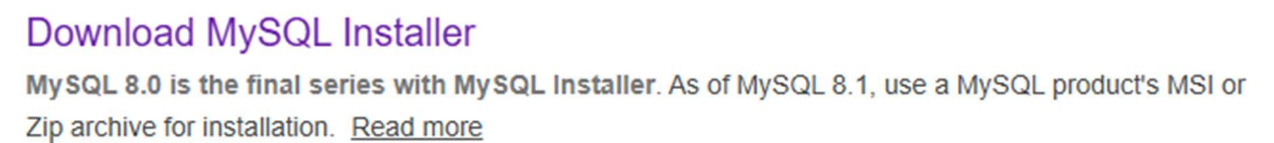 Download MySQL Installer
MySQL 8.0 is the final series with MySQL Installer. As of MySQL 8.1, use a MySQL product's MSI or
Zip archive for installation. Read more